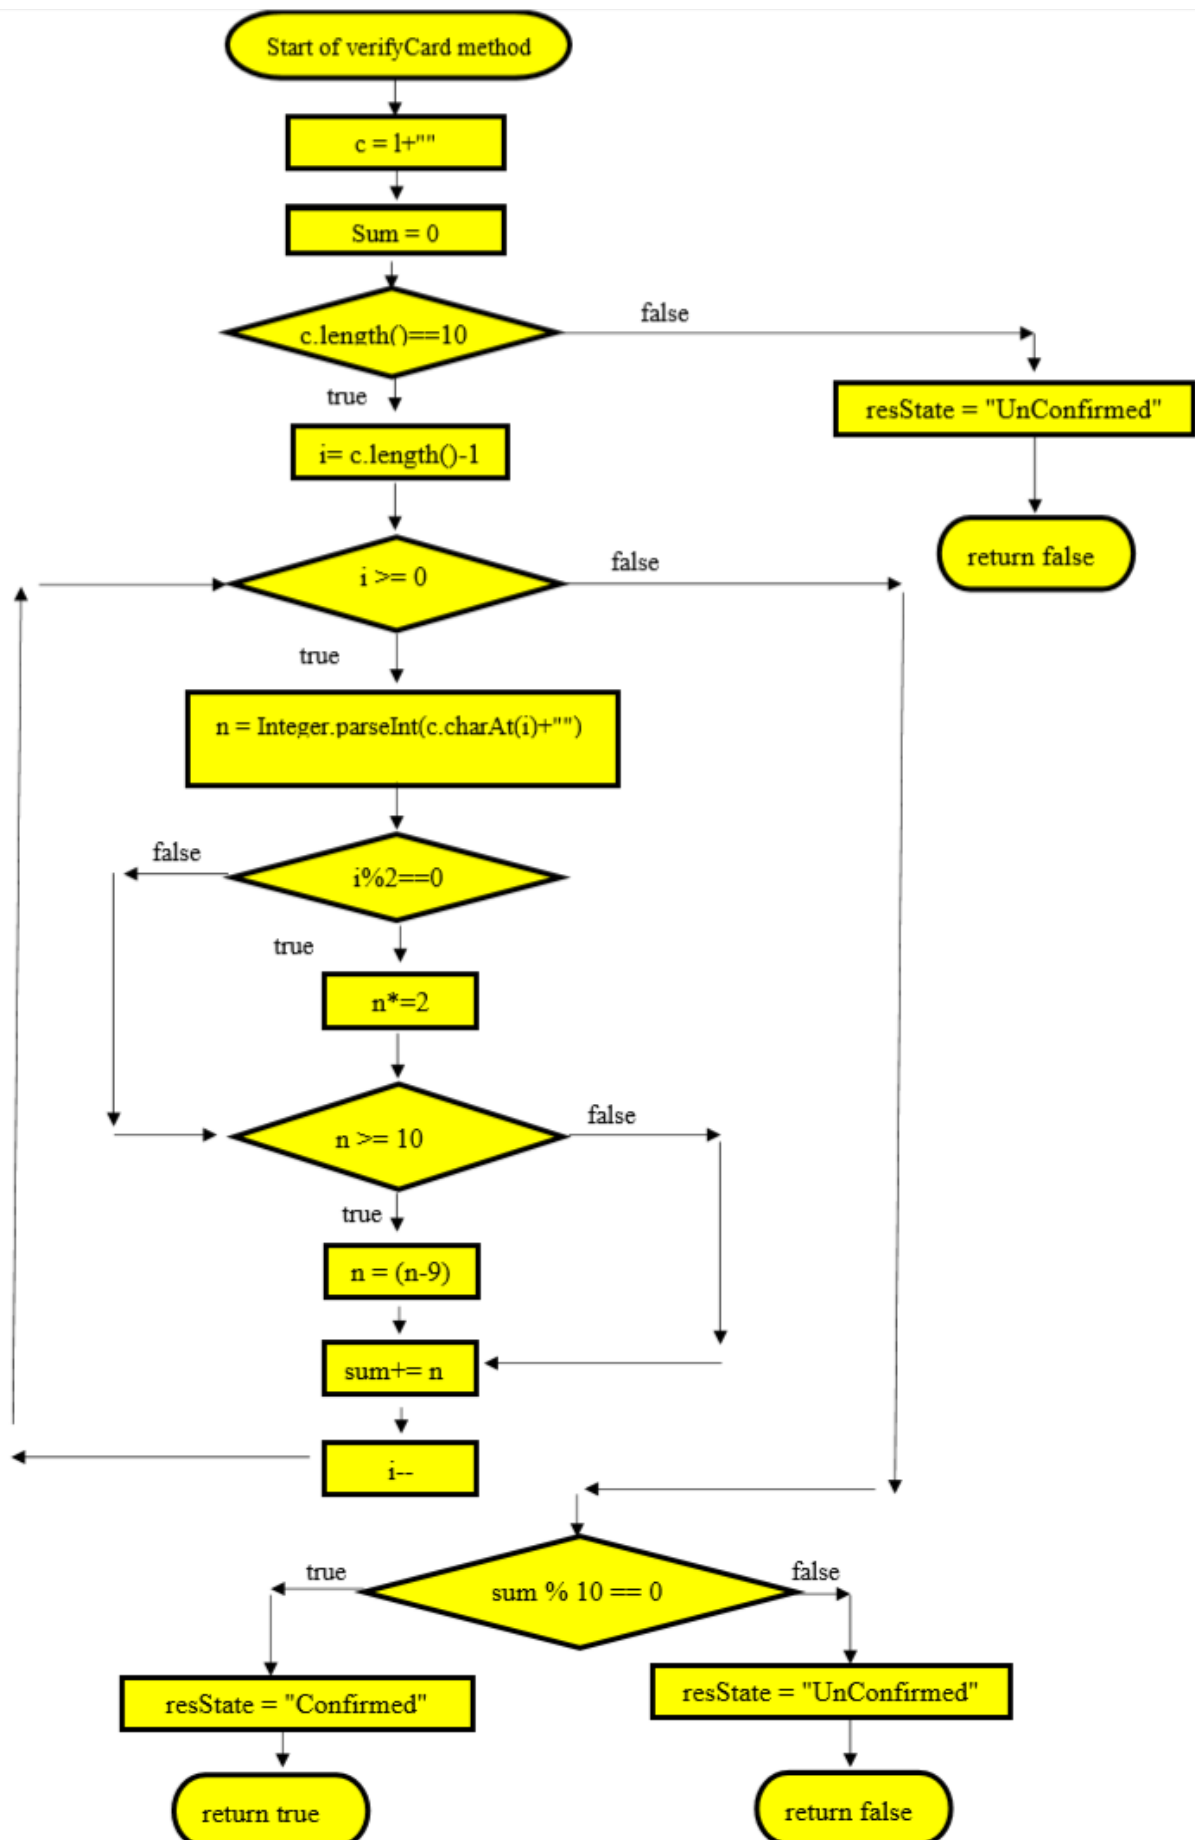 Start of verifyCard method
c = l+""
Sum = 0
c.length()==10
false
true
resState = "UnConfirmed"
i= c.length()-1
return false
i >= 0
false
true
n = Integer.parseInt(c.charAt(i)+"")
false
i%2==0
true
n*=2
n >= 10
false
true
n = (n-9)
sum+= n
i--
true
sum % 10 == 0
false
resState = "Confirmed"
resState = "UnConfirmed"
return true
return false